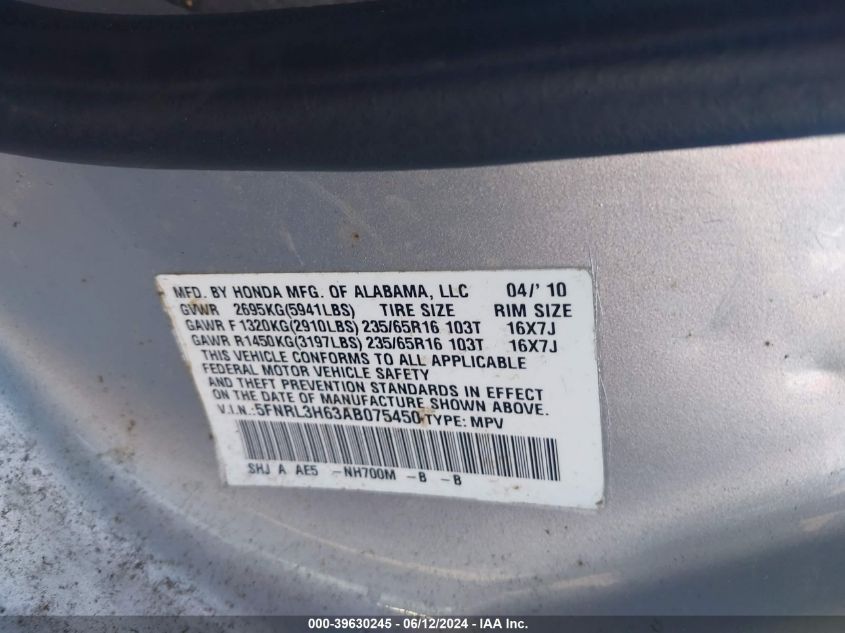 MFD. BY HONDA MFG. OF ALABAMA, LLC 04/' 10
GVWR 2695KG(5941LBS) TIRE SIZE RIM SIZE
GAWR F 1320KG(2910LBS) 235/65R16 103T 16X7J
GAWR R1450KG(3197LBS) 235/65R16 103T 16X7J
THIS VEHICLE CONFORMS TO ALL APPLICABLE
FEDERAL MOTOR VEHICLE SAFETY
AND THEFT PREVENTION STANDARDS IN EFFECT
ON THE DATE OF MANUFACTURE SHOWN ABOVE.
V.I.N.:5FNRL3H63AB075450 TYPE: MPV
SHJ A AE5 -NH700M -B -B
000-39630245 - 06/12/2024 - IAA Inc.